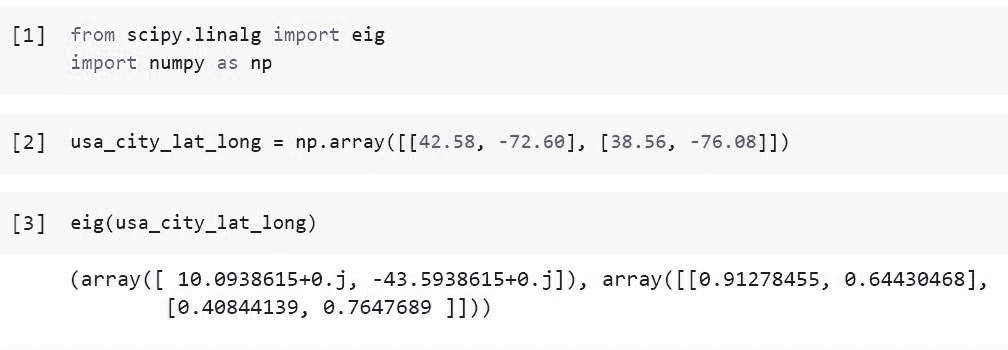 [1] from scipy.linalg import eig
import numpy as np
[2] usa_city_lat_long = np.array([[42.58, -72.60], [38.56, -76.08]])
[3] eig(usa_city_lat_long)
(array([ 10.0938615+0.j, -43.5938615+0.j]), array([[0.91278455, 0.64430468],
[0.40844139, 0.7647689 ]]))